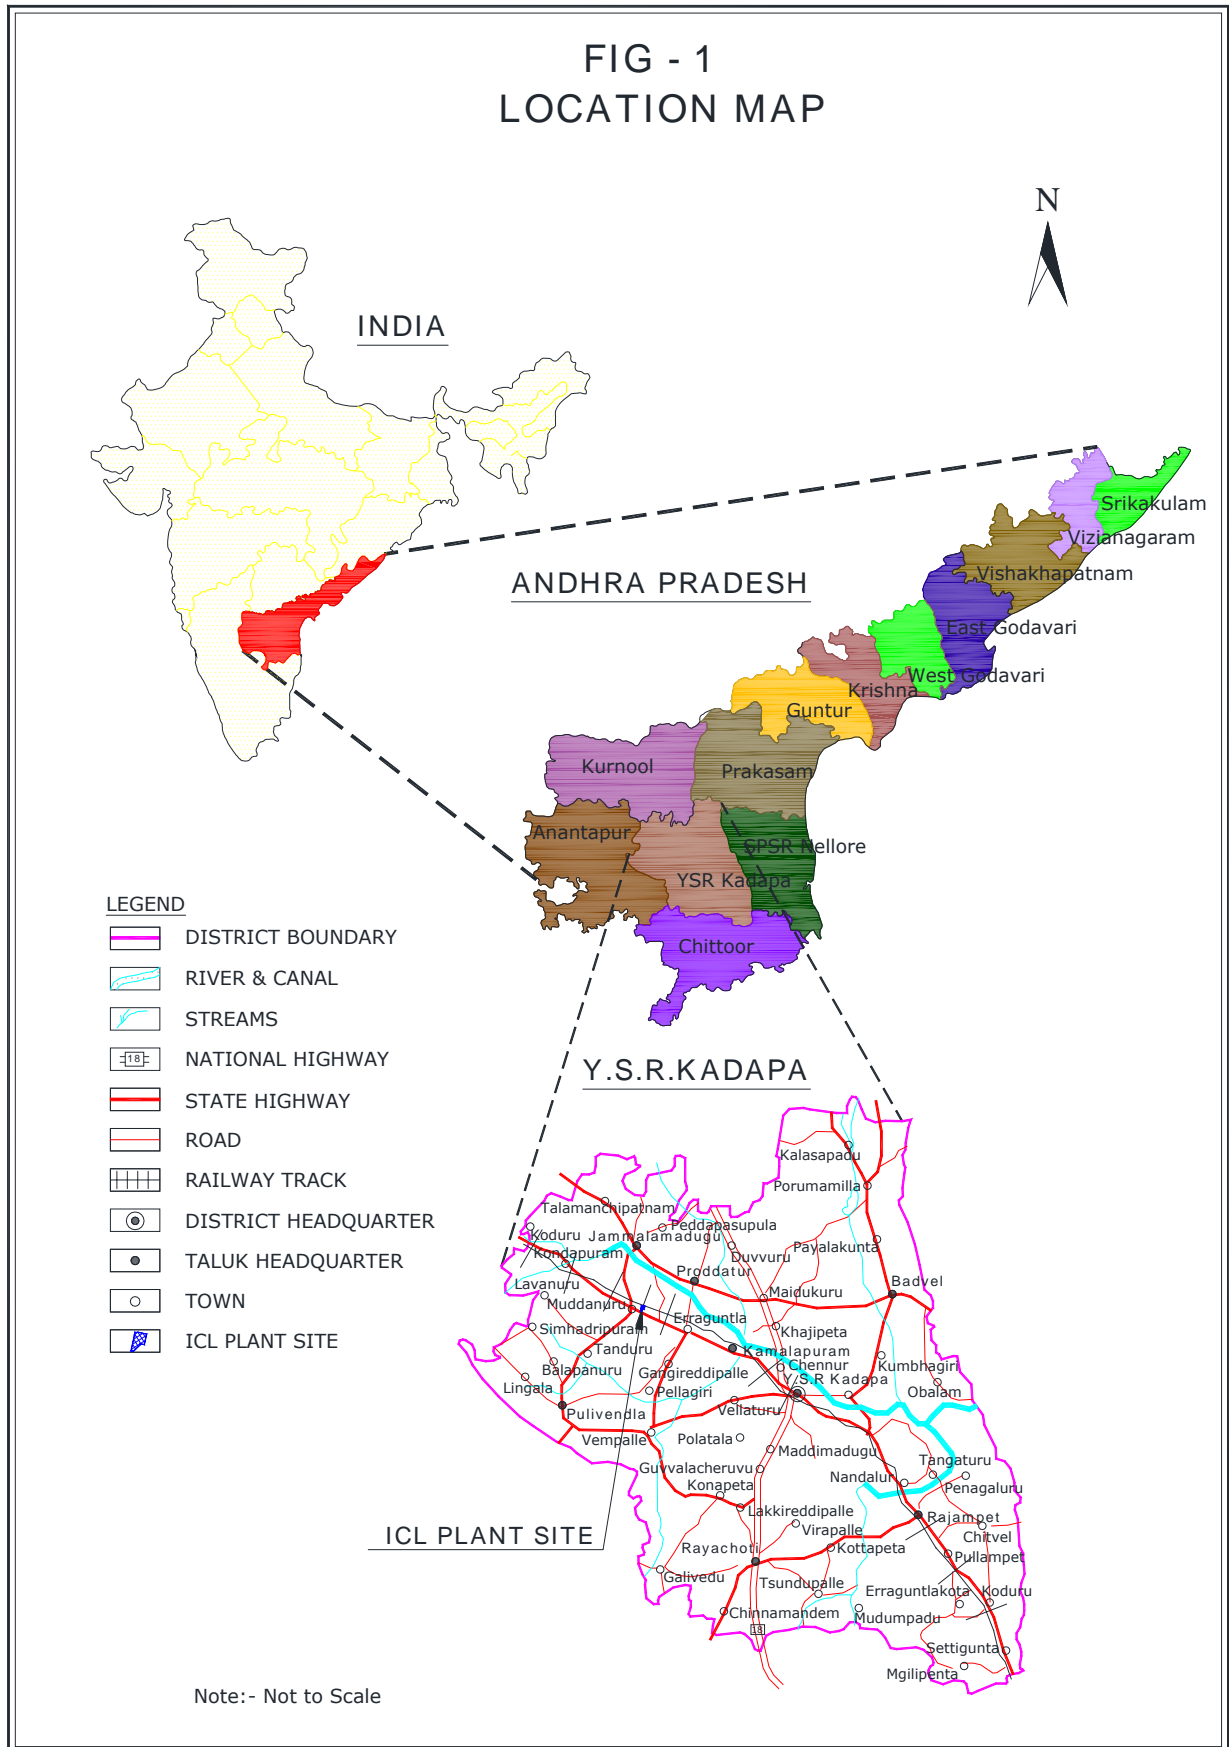 FIG - 1
LOCATION MAP
N
INDIA
ANDHRA PRADESH
Srikakulam
Vizianagaram
Vishakhapatnam
East Godavari
West Godavari
Krishna
Guntur
Kurnool
Prakasam
Anantapur
SPSR Nellore
YSR Kadapa
Chittoor
LEGEND
DISTRICT BOUNDARY
RIVER & CANAL
STREAMS
18
NATIONAL HIGHWAY
STATE HIGHWAY
ROAD
RAILWAY TRACK
DISTRICT HEADQUARTER
TALUK HEADQUARTER
TOWN
ICL PLANT SITE
Y.S.R.KADAPA
Kalasapadu
Porumamilla
Talamanchipatnam
Peddapasupula
Koduru
Jammalamadugu
Duvvuru
Payalakunta
Kondapuram
Proddatur
Badvel
Lavanuru
Muddanuru
Maidukuru
Erraguntla
Simhadripuram
Khajipeta
Tanduru
Kamalapuram
Balapanuru
Gangireddipalle
Chennur
Kumbhagiri
Lingala
Pellagiri
Y.S.R Kadapa
Obalam
Pulivendla
Vellaturu
Vempalle
Polatala
Maddimadugu
Guvvalacheruvu
Nandalur
Tangaturu
Konapeta
Penagaluru
Lakkireddipalle
Rajampet
ICL PLANT SITE
Virapalle
Chitvel
Rayachoti
Kottapeta
Pullampet
Galivedu
Tsundupalle
Erraguntlakota
Koduru
Chinnamandem
Mudumpadu
18
Settigunta
Mgilipenta
Note:- Not to Scale